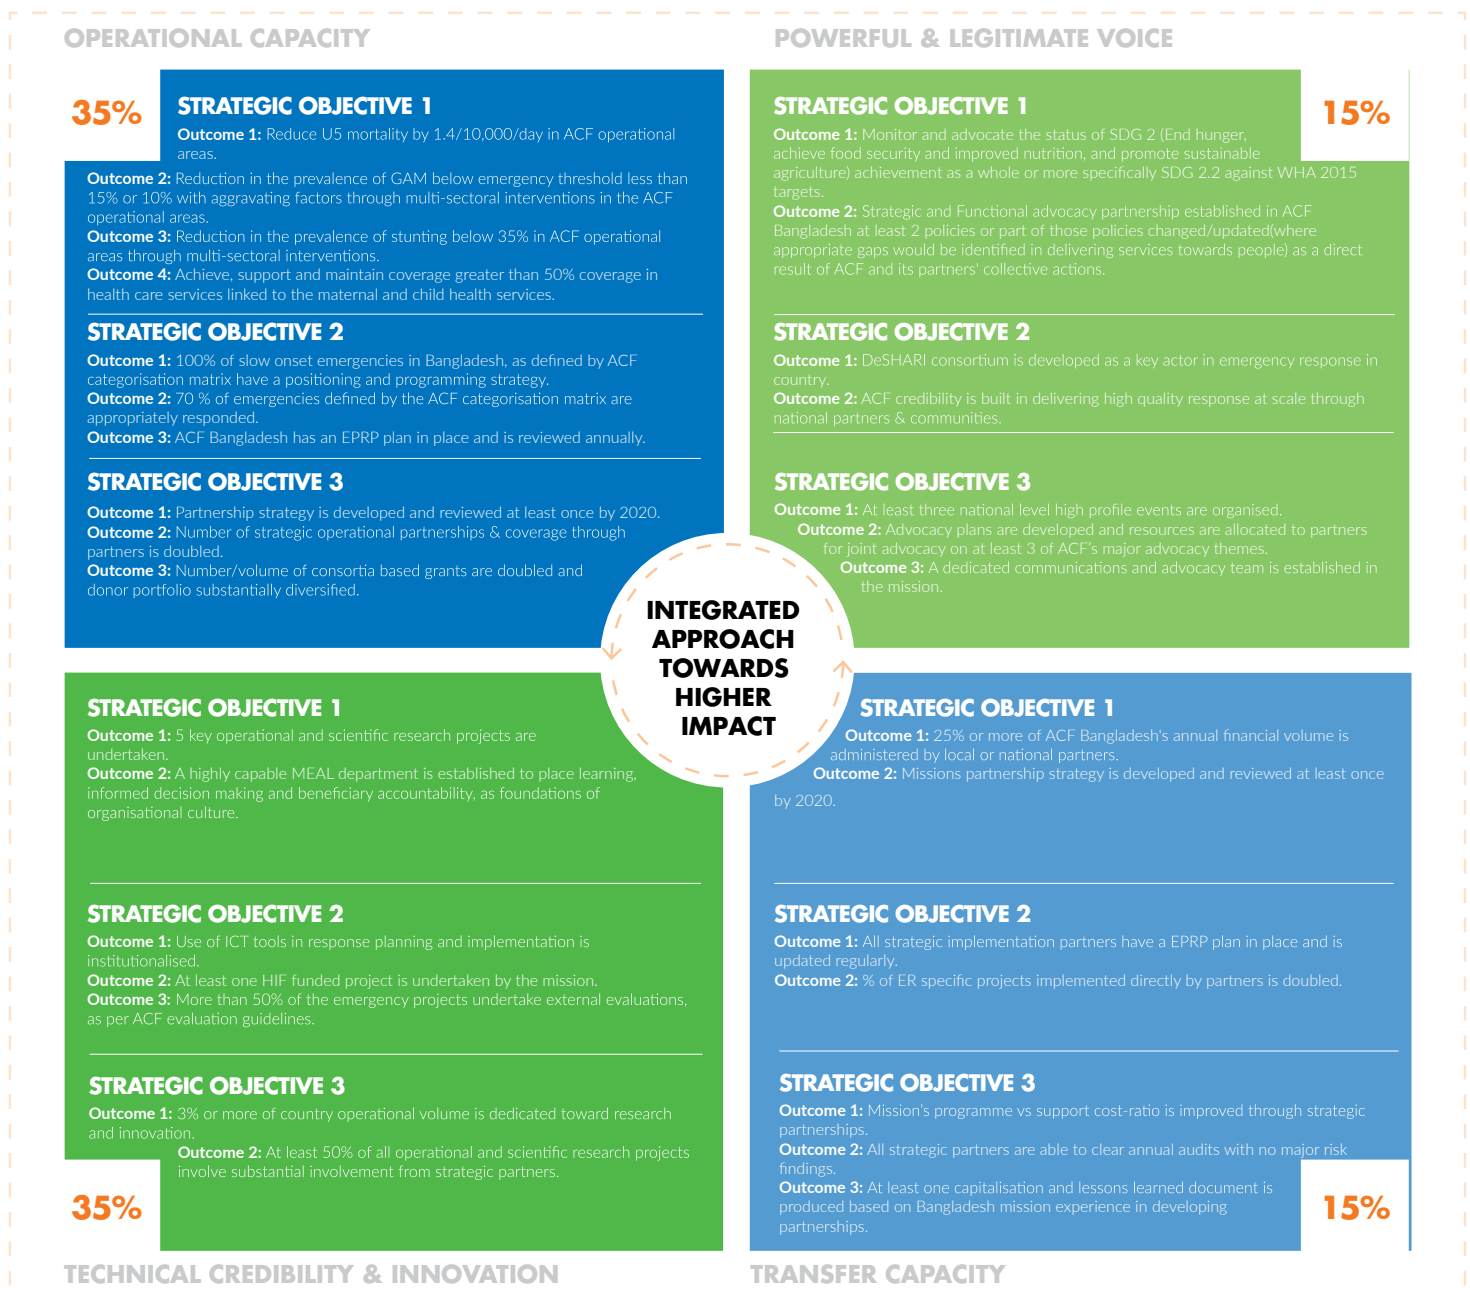 OPERATIONAL CAPACITY
35%
STRATEGIC OBJECTIVE 1
Outcome 1: Reduce U5 mortality by 1.4/10,000/day in ACF operational
areas.
Outcome 2: Reduction in the prevalence of GAM below emergency threshold less than
15% or 10% with aggravating factors through multi-sectoral interventions in the ACF
operational areas.
Outcome 3: Reduction in the prevalence of stunting below 35% in ACF operational
areas through multi-sectoral interventions.
Outcome 4: Achieve, support and maintain coverage greater than 50% coverage in
health care services linked to the maternal and child health services.
STRATEGIC OBJECTIVE 2
Outcome 1: 100% of slow onset emergencies in Bangladesh, as defined by ACF
categorisation matrix have a positioning and programming strategy.
Outcome 2: 70 % of emergencies defined by the ACF categorisation matrix are
appropriately responded.
Outcome 3: ACF Bangladesh has an EPRP plan in place and is reviewed annually.
STRATEGIC OBJECTIVE 3
Outcome 1: Partnership strategy is developed and reviewed at least once by 2020.
Outcome 2: Number of strategic operational partnerships & coverage through
partners is doubled.
Outcome 3: Number/volume of consortia based grants are doubled and
donor portfolio substantially diversified.
POWERFUL & LEGITIMATE VOICE
15%
STRATEGIC OBJECTIVE 1
Outcome 1: Monitor and advocate the status of SDG 2 (End hunger,
achieve food security and improved nutrition, and promote sustainable
agriculture) achievement as a whole or more specifically SDG 2.2 against WHA 2015
targets.
Outcome 2: Strategic and Functional advocacy partnership established in ACF
Bangladesh at least 2 policies or part of those policies changed/updated(where
appropriate gaps would be identified in delivering services towards people) as a direct
result of ACF and its partners' collective actions.
STRATEGIC OBJECTIVE 2
Outcome 1: DeSHARI consortium is developed as a key actor in emergency response in
country.
Outcome 2: ACF credibility is built in delivering high quality response at scale through
national partners & communities.
STRATEGIC OBJECTIVE 3
Outcome 1: At least three national level high profile events are organised.
Outcome 2: Advocacy plans are developed and resources are allocated to partners
for joint advocacy on at least 3 of ACF's major advocacy themes.
Outcome 3: A dedicated communications and advocacy team is established in
the mission.
INTEGRATED
APPROACH
TOWARDS
HIGHER
IMPACT
STRATEGIC OBJECTIVE 1
Outcome 1: 5 key operational and scientific research projects are
undertaken.
Outcome 2: A highly capable MEAL department is established to place learning,
informed decision making and beneficiary accountability, as foundations of
organisational culture.
STRATEGIC OBJECTIVE 2
Outcome 1: Use of ICT tools in response planning and implementation is
institutionalised.
Outcome 2: At least one HIF funded project is undertaken by the mission.
Outcome 3: More than 50% of the emergency projects undertake external evaluations,
as per ACF evaluation guidelines.
STRATEGIC OBJECTIVE 3
Outcome 1: 3% or more of country operational volume is dedicated toward research
and innovation.
Outcome 2: At least 50% of all operational and scientific research projects
involve substantial involvement from strategic partners.
35%
TECHNICAL CREDIBILITY & INNOVATION
STRATEGIC OBJECTIVE 1
Outcome 1: 25% or more of ACF Bangladesh's annual financial volume is
administered by local or national partners.
Outcome 2: Missions partnership strategy is developed and reviewed at least once
by 2020.
STRATEGIC OBJECTIVE 2
Outcome 1: All strategic implementation partners have a EPRP plan in place and is
updated regularly.
Outcome 2: % of ER specific projects implemented directly by partners is doubled.
STRATEGIC OBJECTIVE 3
Outcome 1: Mission's programme vs support cost-ratio is improved through strategic
partnerships.
Outcome 2: All strategic partners are able to clear annual audits with no major risk
findings.
Outcome 3: At least one capitalisation and lessons learned document is
produced based on Bangladesh mission experience in developing
partnerships.
15%
TRANSFER CAPACITY